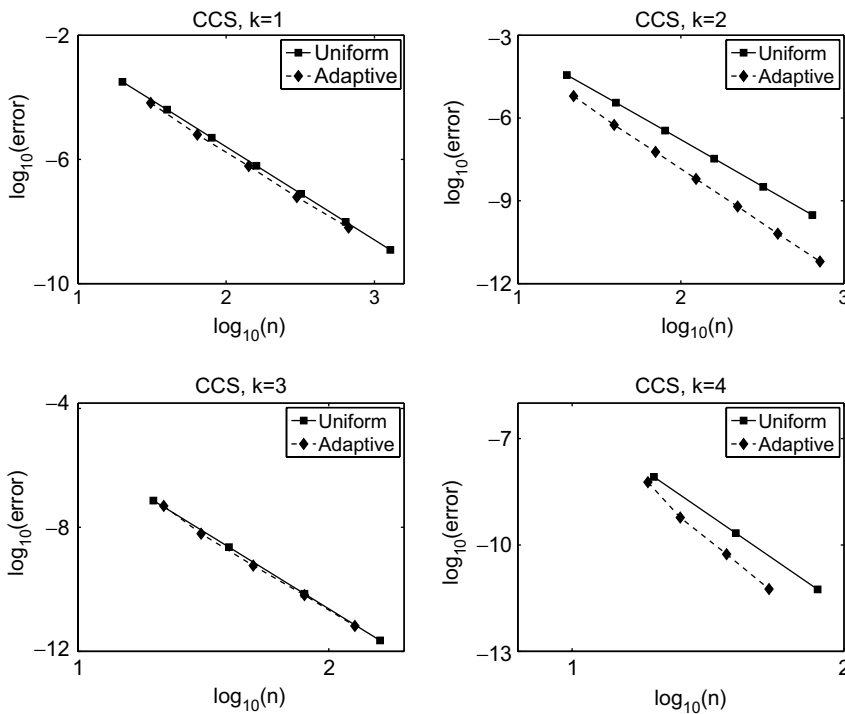 CCS, k=1
−2
−6
−10
1
2
3
log10(error)
log10(n)
Uniform
Adaptive
CCS, k=2
−3
−6
−9
−12
1
2
3
log10(error)
log10(n)
Uniform
Adaptive
CCS, k=3
−4
−8
−12
1
2
log10(error)
log10(n)
Uniform
Adaptive
CCS, k=4
−7
−10
−13
1
2
log10(error)
log10(n)
Uniform
Adaptive